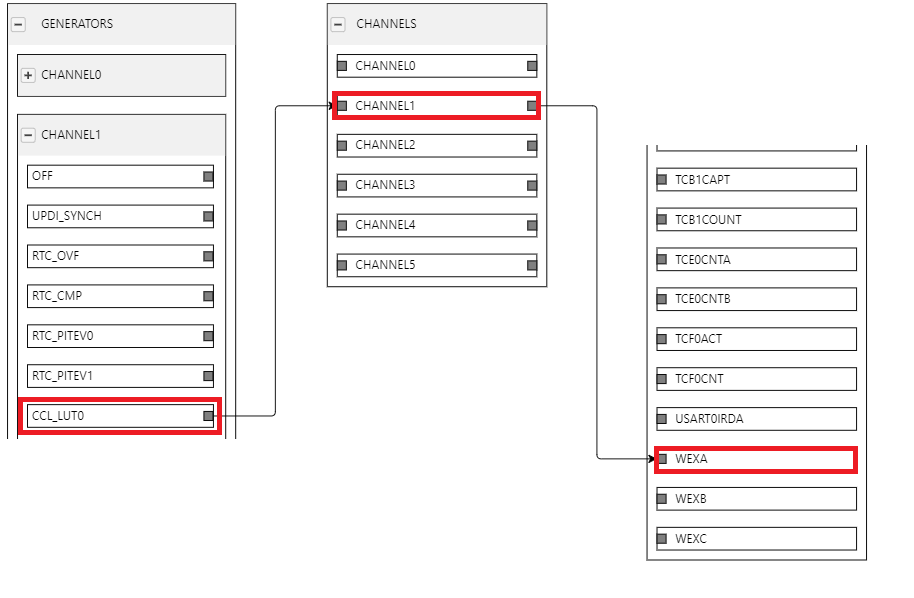 GENERATORS
CHANNEL0
CHANNEL1
OFF
UPDI_SYNCH
RTC_OVF
RTC_CMP
RTC_PITEV0
RTC_PITEV1
CCL_LUT0
CHANNELS
CHANNEL0
CHANNEL1
CHANNEL2
CHANNEL3
CHANNEL4
CHANNEL5
TCB1CAPT
TCB1COUNT
TCE0CNTA
TCE0CNTB
TCF0ACT
TCF0CNT
USART0IRDA
WEXA
WEXB
WEXC